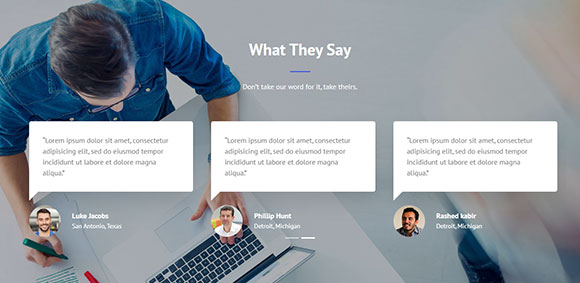 What They Say
Don't take our word for it, take theirs.
"Lorem ipsum dolor sit amet, consectetur
adipisicing elit, sed do eiusmod tempor
incididunt ut labore et dolore magna
aliqua."
"Lorem ipsum dolor sit amet, consectetur
adipisicing elit, sed do eiusmod tempor
incididunt ut labore et dolore magna
aliqua."
"Lorem ipsum dolor sit amet, consectetur
adipisicing elit, sed do eiusmod tempor
incididunt ut labore et dolore magna
aliqua."
Luke Jacobs
San Antonio, Texas
Phillip Hunt
Detroit, Michigan
Rashed kabir
Detroit, Michigan